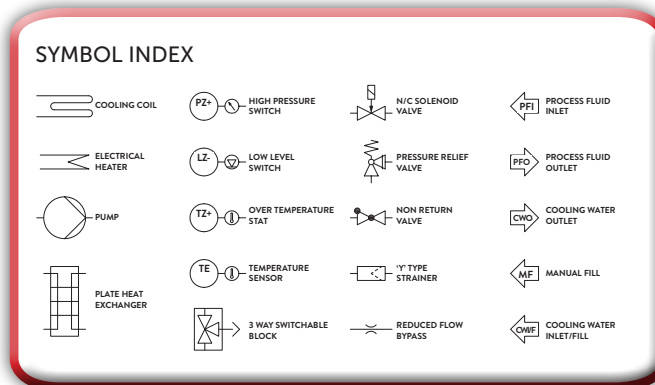 SYMBOL INDEX
COOLING COIL
ELECTRICAL
HEATER
PUMP
PLATE HEAT
EXCHANGER
PZ+
HIGH PRESSURE
SWITCH
LZ-
LOW LEVEL
SWITCH
TZ+
OVER TEMPERATURE
STAT
TE
TEMPERATURE
SENSOR
3 WAY SWITCHABLE
BLOCK
N/C SOLENOID
VALVE
PRESSURE RELIEF
VALVE
NON RETURN
VALVE
'Y' TYPE
STRAINER
REDUCED FLOW
BYPASS
PFI
PROCESS FLUID
INLET
PFO
PROCESS FLUID
OUTLET
CWO
COOLING WATER
OUTLET
MF
MANUAL FILL
CWI/F
COOLING WATER
INLET/FILL